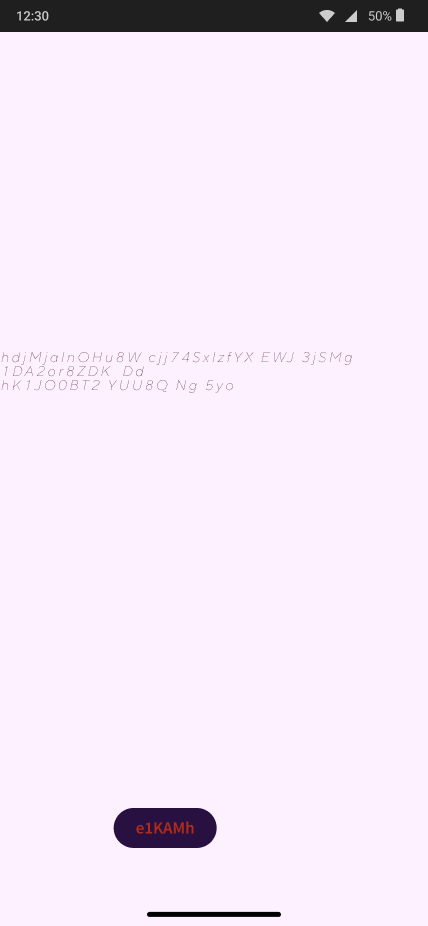 12:30
50%
hdjMjalnOHu8W cjj74SxlzfYX EWJ 3jSMg
1DA2or8ZDK Dd
hK1JO0BT2 YUU8Q Ng 5yo
e1KAMh